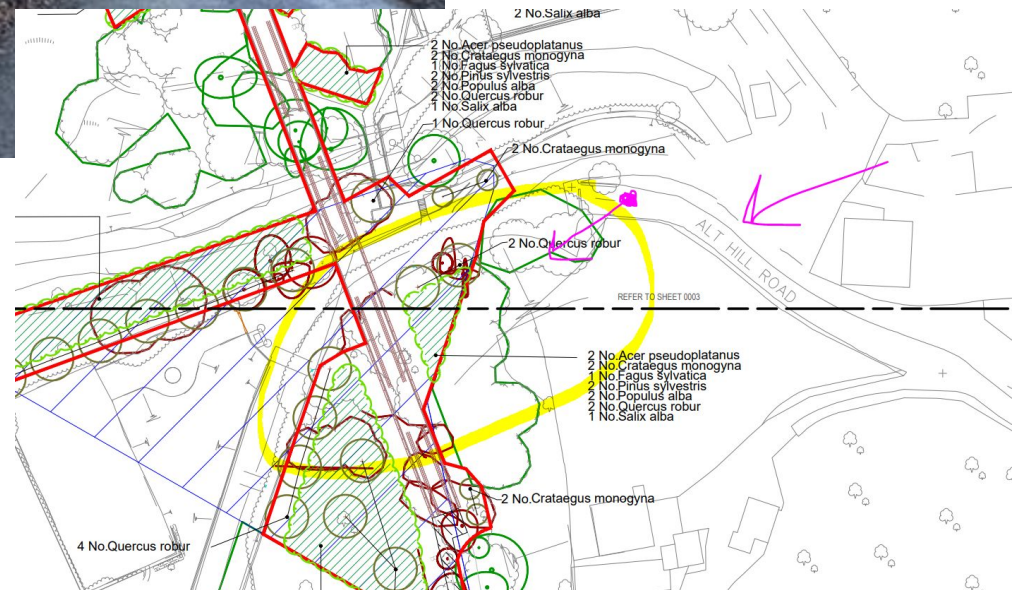 2 No.Salix alba
2 No.Acer pseudoplatanus
2 No.Crataegus monogyna
1 No.Fagus sylvatica
2 No.Pinus sylvestris
2 No.Populus alba
2 No.Quercus robur
1 No.Salix alba
1 No.Quercus robur
2 No.Crataegus monogyna
ALT HILL ROAD
2 No.Quercus robur
REFER TO SHEET 0003
2 No.Acer pseudoplatanus
2 No.Crataegus monogyna
1 No.Fagus sylvatica
2 No.Pinus sylvestris
2 No.Populus alba
2 No.Quercus robur
1 No.Salix alba
2 No.Crataegus monogyna
4 No.Quercus robur